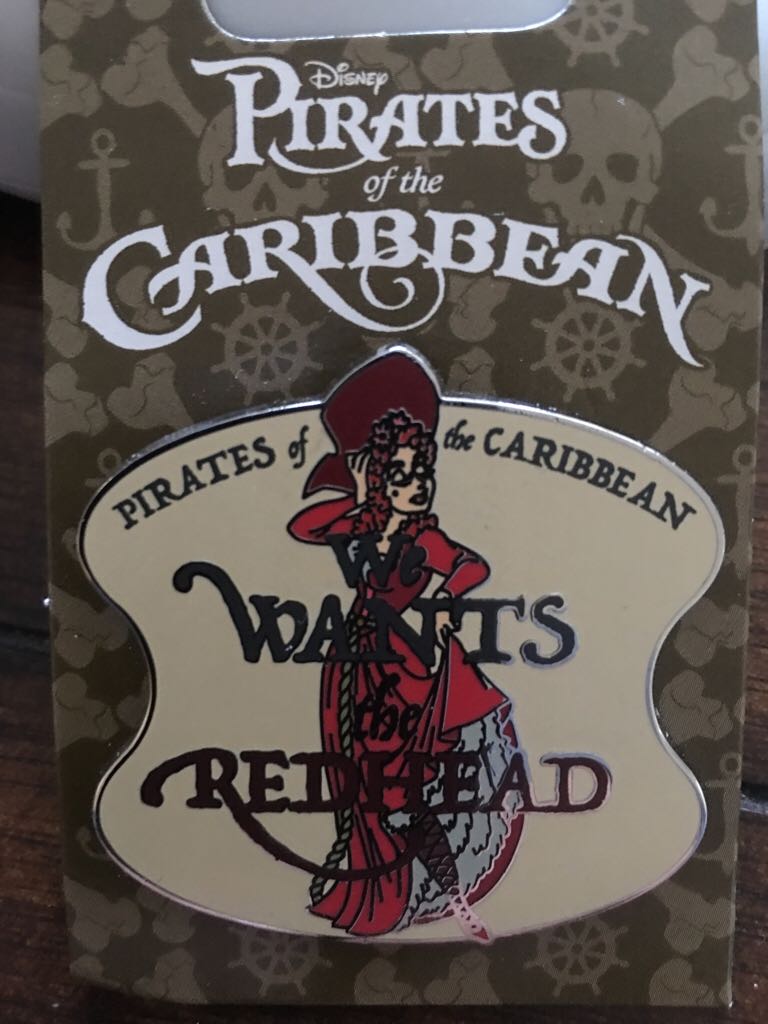 Disney
PIRATES
of the
CARIBBEAN
PIRATES of the CARIBBEAN
We
WANTS
the
REDHEAD